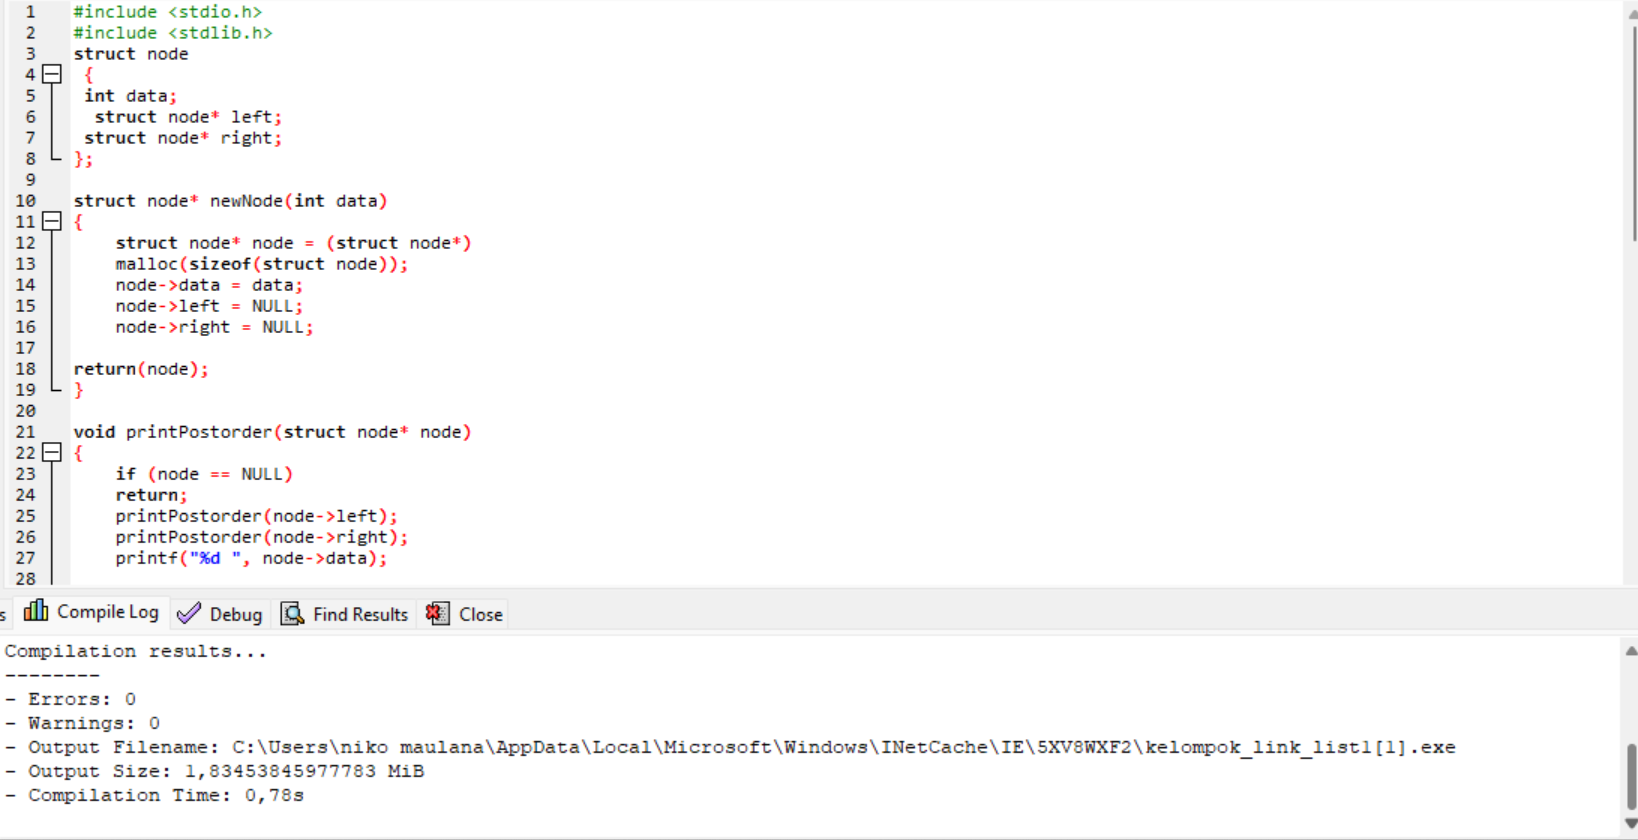 1 #include <stdio.h>
2 #include <stdlib.h>
3 struct node
4 {
5 int data;
6 struct node* left;
7 struct node* right;
8 };
9
10 struct node* newNode(int data)
11 {
12 struct node* node = (struct node*)
13 malloc(sizeof(struct node));
14 node->data = data;
15 node->left = NULL;
16 node->right = NULL;
17
18 return(node);
19 }
20
21 void printPostorder(struct node* node)
22 {
23 if (node == NULL)
24 return;
25 printPostorder(node->left);
26 printPostorder(node->right);
27 printf("%d ", node->data);
28
s Compile Log Debug Find Results Close
Compilation results...
--------
- Errors: 0
- Warnings: 0
- Output Filename: C:\Users\niko maulana\AppData\Local\Microsoft\Windows\INetCache\IE\5XV8WXF2\kelompok_link_list1[1].exe
- Output Size: 1,83453845977783 MiB
- Compilation Time: 0,78s